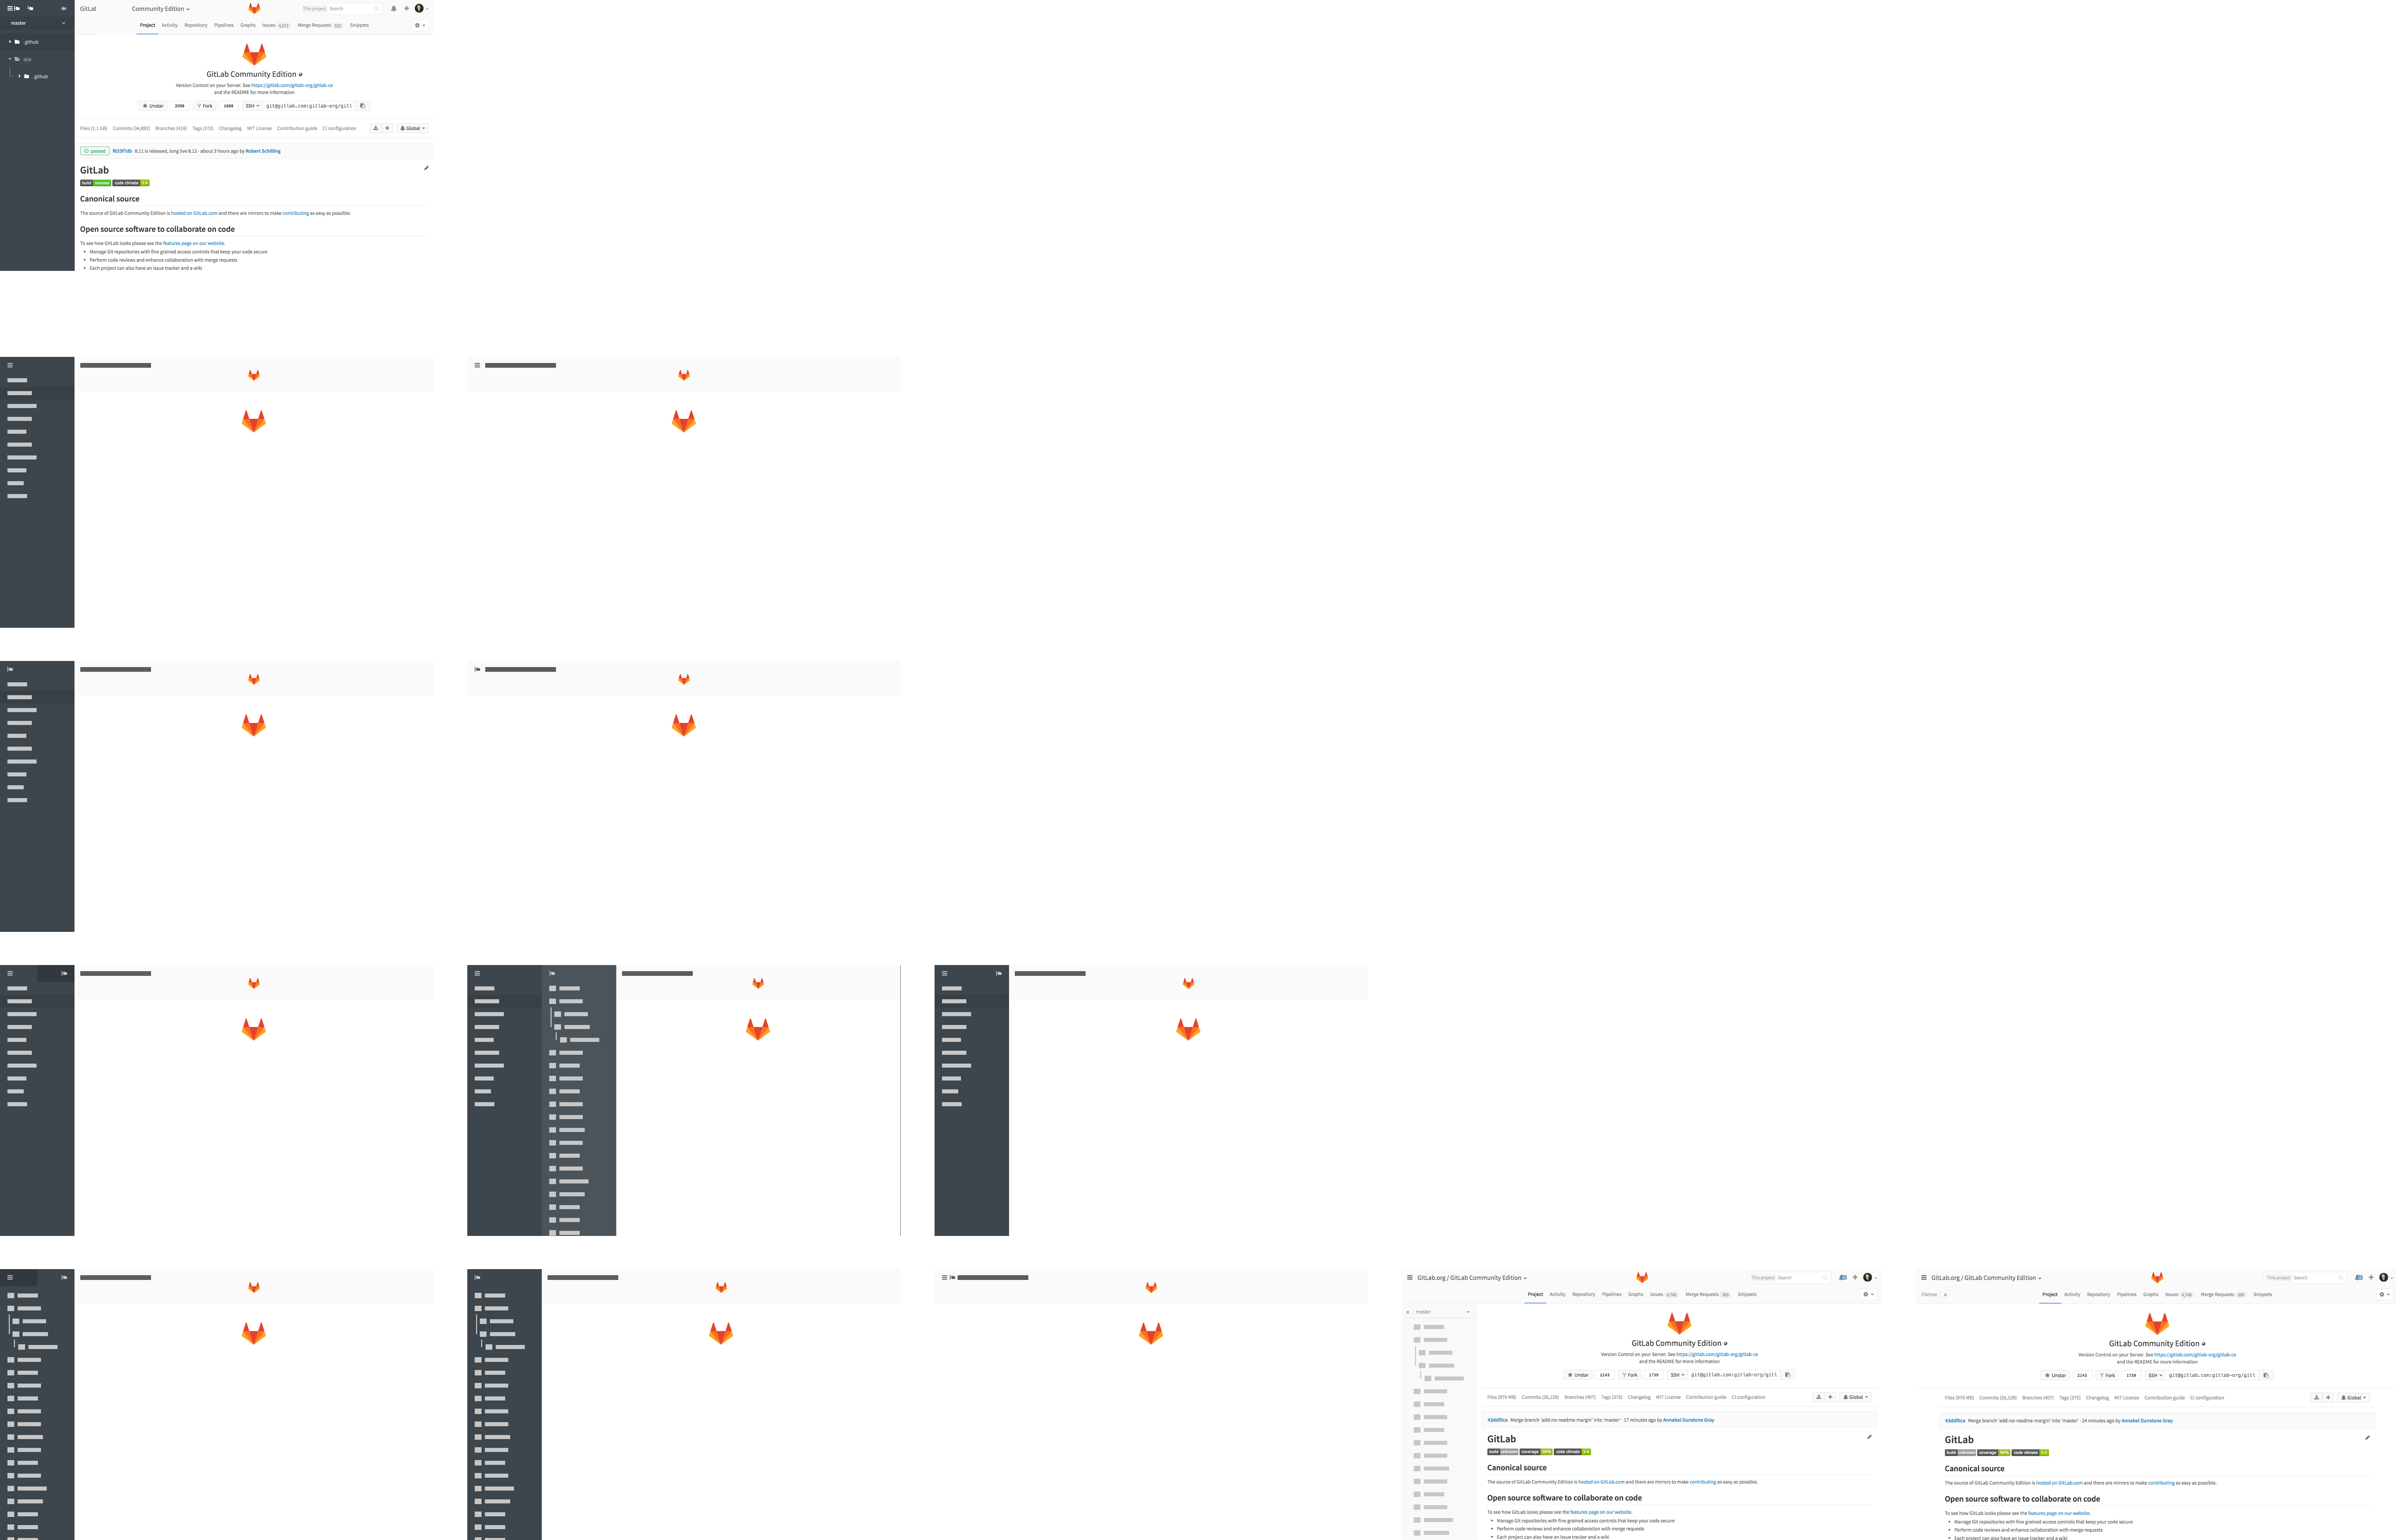 GitLal Community Edition This project Search
master
Project Activity Repository Pipelines Graphs Issues 4,572 Merge Requests 323 Snippets
.github
app
.github
GitLab Community Edition
Version Control on your Server. See https://gitlab.com/gitlab-org/gitlab-ce
and the README for more information
Unstar 2098 Fork 1688 SSH git@gitlab.com:gitlab-org/gitl
Files (1.1 GB) Commits (34,892) Branches (419) Tags (372) Changelog MIT License Contribution guide CI configuration Global
passed f633f7db 8.11 is released, long live 8.12 · about 3 hours ago by Robert Schilling
GitLab
build success code climate 3.4
Canonical source
The source of GitLab Community Edition is hosted on GitLab.com and there are mirrors to make contributing as easy as possible.
Open source software to collaborate on code
To see how GitLab looks please see the features page on our website.
• Manage Git repositories with fine grained access controls that keep your code secure
• Perform code reviews and enhance collaboration with merge requests
• Each project can also have an issue tracker and a wiki
GitLab.org / GitLab Community Edition This project Search
Project Activity Repository Pipelines Graphs Issues 4,746 Merge Requests 365 Snippets
master
GitLab Community Edition
Version Control on your Server. See https://gitlab.com/gitlab-org/gitlab-ce
and the README for more information
Unstar 2143 Fork 1739 SSH git@gitlab.com:gitlab-org/gitl
Files (970 MB) Commits (35,128) Branches (407) Tags (375) Changelog MIT License Contribution guide CI configuration Global
43ddf0ca Merge branch 'add-no-readme-margin' into 'master' · 17 minutes ago by Annabel Dunstone Gray
GitLab
build unknown coverage 90% code climate 3.4
Canonical source
The source of GitLab Community Edition is hosted on GitLab.com and there are mirrors to make contributing as easy as possible.
Open source software to collaborate on code
To see how GitLab looks please see the features page on our website.
• Manage Git repositories with fine grained access controls that keep your code secure
• Perform code reviews and enhance collaboration with merge requests
• Each project can also have an issue tracker and a wiki
GitLab.org / GitLab Community Edition This project Search
Filetree » Project Activity Repository Pipelines Graphs Issues 4,746 Merge Requests 369 Snippets
GitLab Community Edition
Version Control on your Server. See https://gitlab.com/gitlab-org/gitlab-ce
and the README for more information
Unstar 2143 Fork 1739 SSH git@gitlab.com:gitlab-org/gitl
Files (970 MB) Commits (35,128) Branches (407) Tags (375) Changelog MIT License Contribution guide CI configuration Global
43ddf0ca Merge branch 'add-no-readme-margin' into 'master' · 24 minutes ago by Annabel Dunstone Gray
GitLab
build unknown coverage 90% code climate 3.4
Canonical source
The source of GitLab Community Edition is hosted on GitLab.com and there are mirrors to make contributing as easy as possible.
Open source software to collaborate on code
To see how GitLab looks please see the features page on our website.
• Manage Git repositories with fine grained access controls that keep your code secure
• Perform code reviews and enhance collaboration with merge requests
• Each project can also have an issue tracker and a wiki